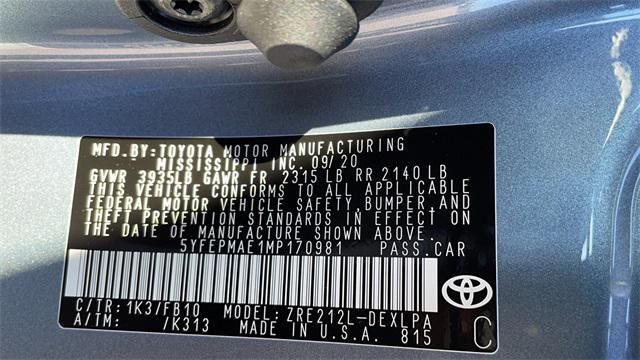 MFD.BY:TOYOTA MOTOR MANUFACTURING
MISSISSIPPI INC. 09/20
GVWR 3935LB GAWR FR 2315 LB RR 2140 LB
THIS VEHICLE CONFORMS TO ALL APPLICABLE
FEDERAL MOTOR VEHICLE SAFETY,BUMPER,AND
THEFT PREVENTION STANDARDS IN EFFECT ON
THE DATE OF MANUFACTURE SHOWN ABOVE.
5YFEPMAE1MP170981 PASS.CAR
C/TR:1K3/FB10 MODEL:ZRE212L-DEXLPA
A/TM: /K313 MADE IN U.S.A. 815
TOYOTA
C